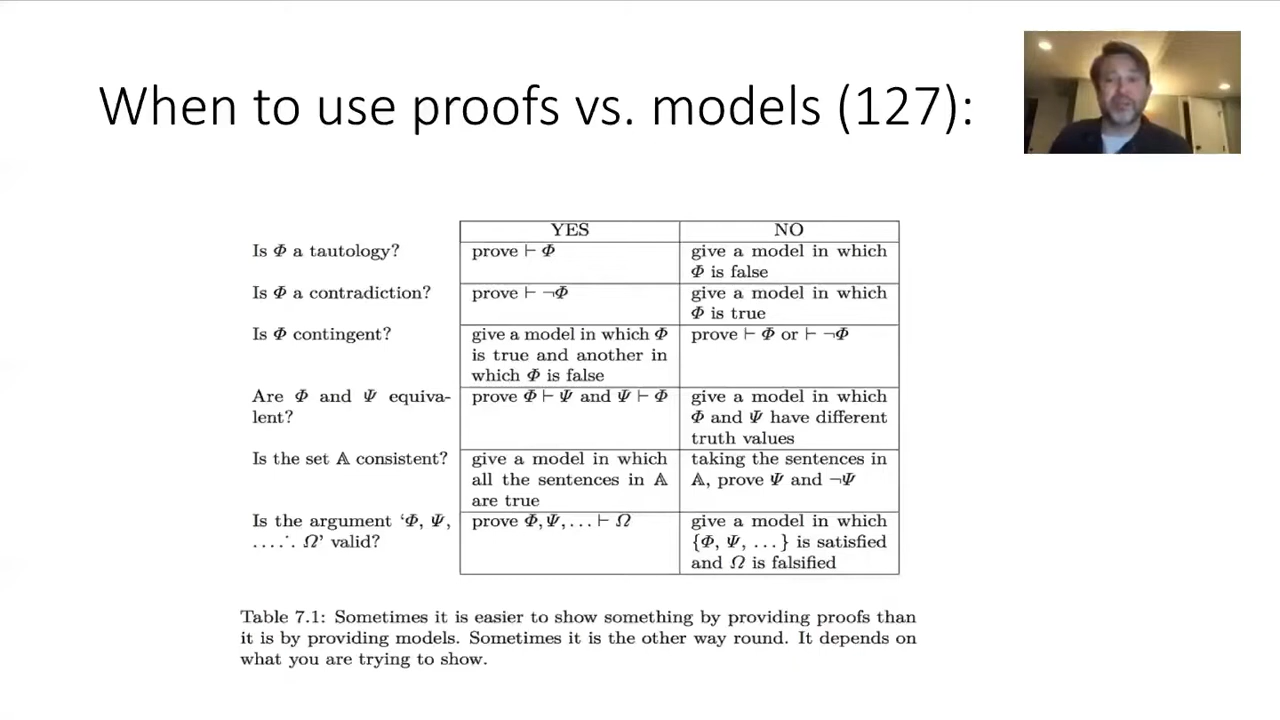 When to use proofs vs. models (127):
YES
NO
Is Φ a tautology?
prove ⊢ Φ
give a model in which
Φ is false
Is Φ a contradiction?
prove ⊢ ¬Φ
give a model in which
Φ is true
Is Φ contingent?
give a model in which Φ
is true and another in
which Φ is false
prove ⊢ Φ or ⊢ ¬Φ
Are Φ and Ψ equiva-
lent?
prove Φ ⊢ Ψ and Ψ ⊢ Φ
give a model in which
Φ and Ψ have different
truth values
Is the set 𝔸 consistent?
give a model in which
all the sentences in 𝔸
are true
taking the sentences in
𝔸, prove Ψ and ¬Ψ
Is the argument ‘Φ, Ψ,
....∴ Ω’ valid?
prove Φ, Ψ, ... ⊢ Ω
give a model in which
{Φ, Ψ, ...} is satisfied
and Ω is falsified
Table 7.1: Sometimes it is easier to show something by providing proofs than
it is by providing models. Sometimes it is the other way round. It depends on
what you are trying to show.